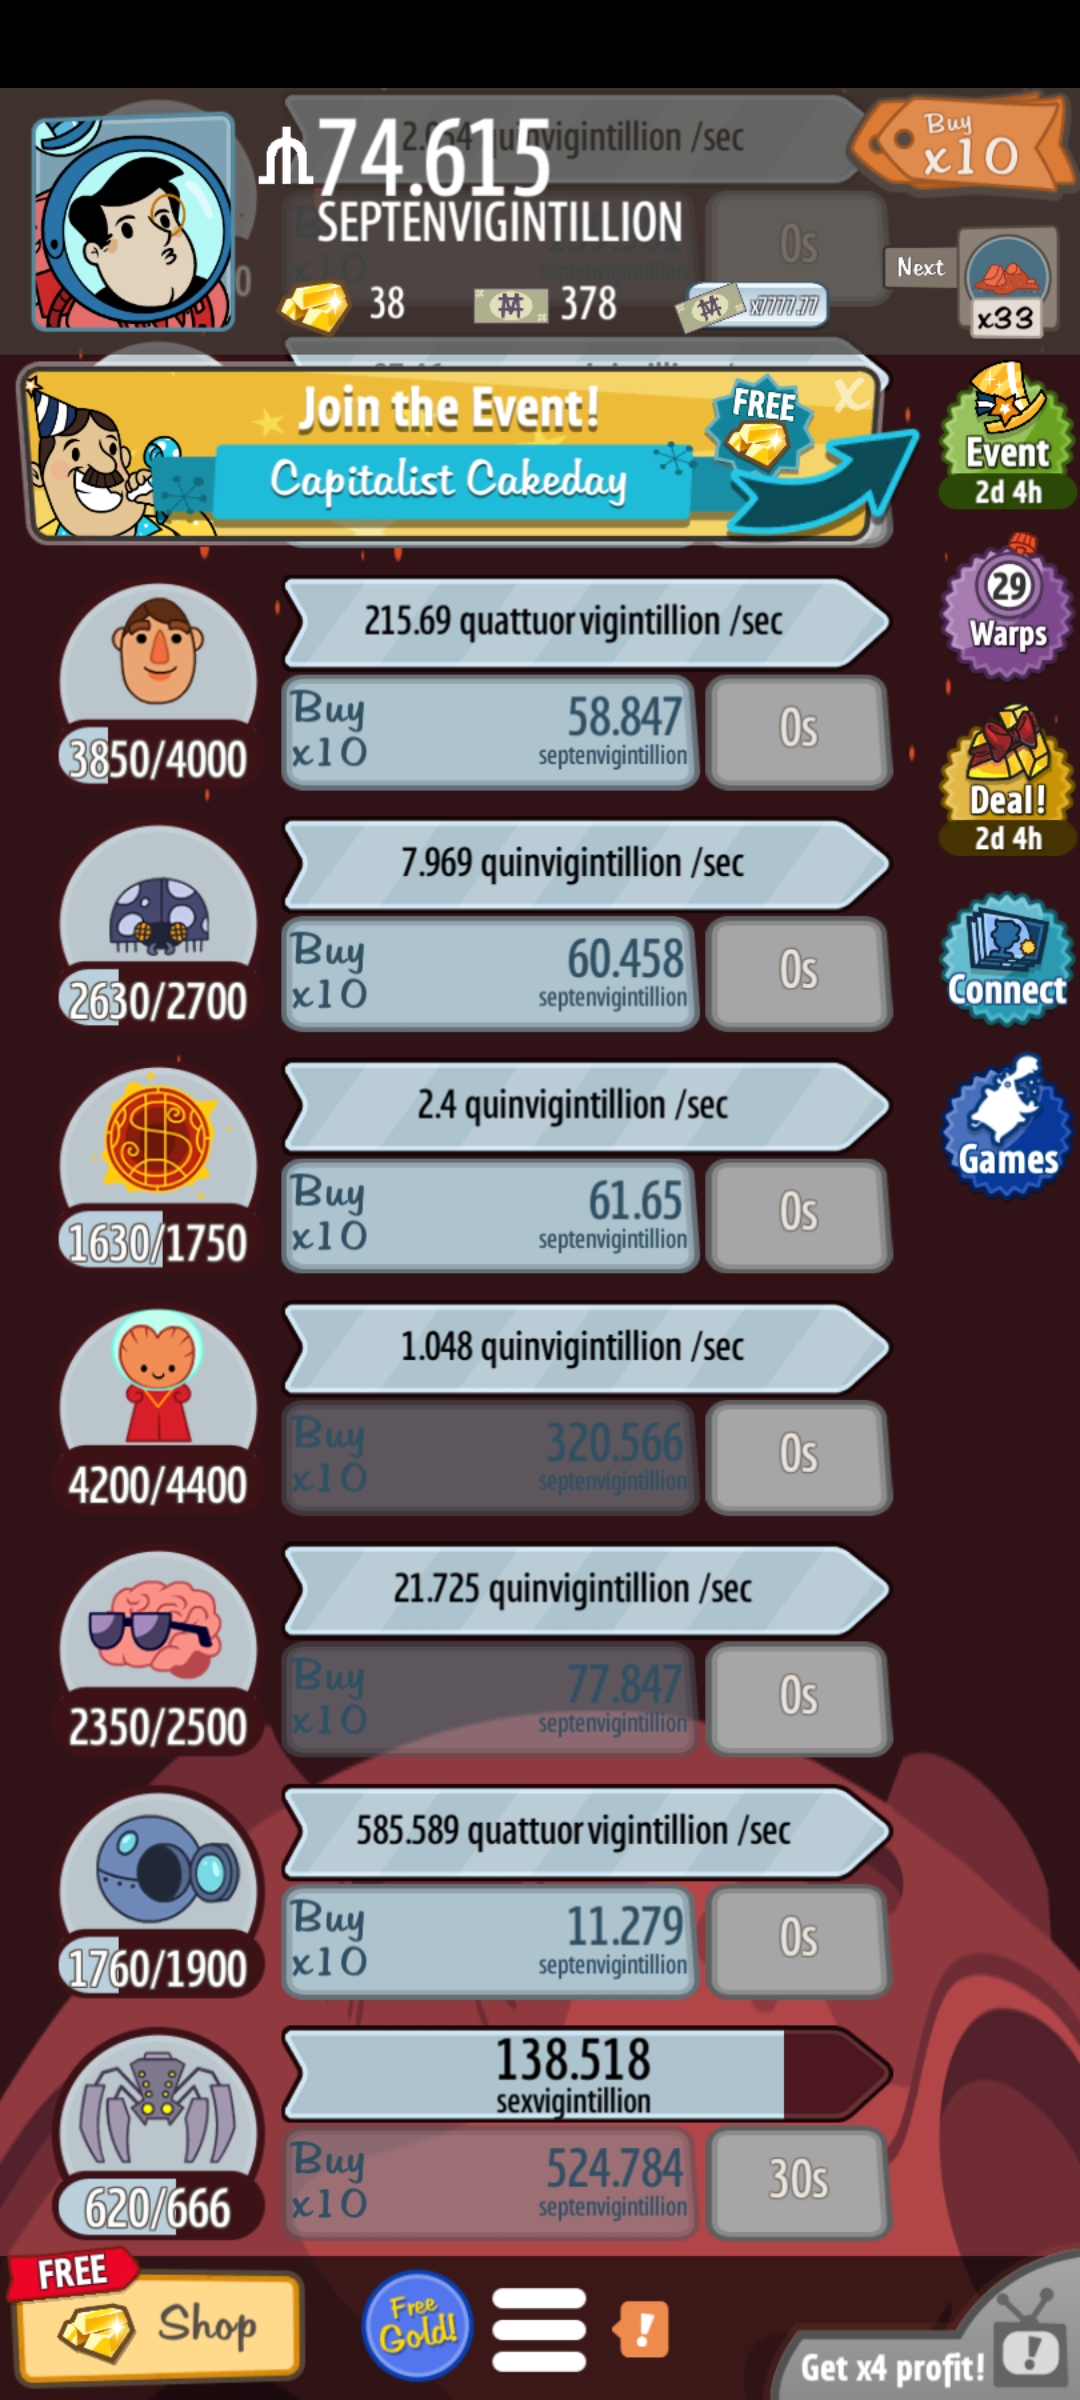 2.054 quinvigintillion /sec
₼74.615
SEPTENVIGINTILLION
Buy
x10
0s
septenvigintillion
38
378
x7777.77
Buy
x10
Next
x33
Join the Event!
Capitalist Cakeday
FREE
X
Event
2d 4h
29
Warps
Deal!
2d 4h
Connect
Games
215.69 quattuorvigintillion /sec
3850/4000
Buy
x10
58.847
septenvigintillion
0s
7.969 quinvigintillion /sec
2630/2700
Buy
x10
60.458
septenvigintillion
0s
2.4 quinvigintillion /sec
1630/1750
Buy
x10
61.65
septenvigintillion
0s
1.048 quinvigintillion /sec
4200/4400
Buy
x10
320.566
septenvigintillion
0s
21.725 quinvigintillion /sec
2350/2500
Buy
x10
77.847
septenvigintillion
0s
585.589 quattuorvigintillion /sec
1760/1900
Buy
x10
11.279
septenvigintillion
0s
138.518
sexvigintillion
620/666
Buy
x10
524.784
septenvigintillion
30s
FREE
Shop
Free
Gold!
!
Get x4 profit!
!